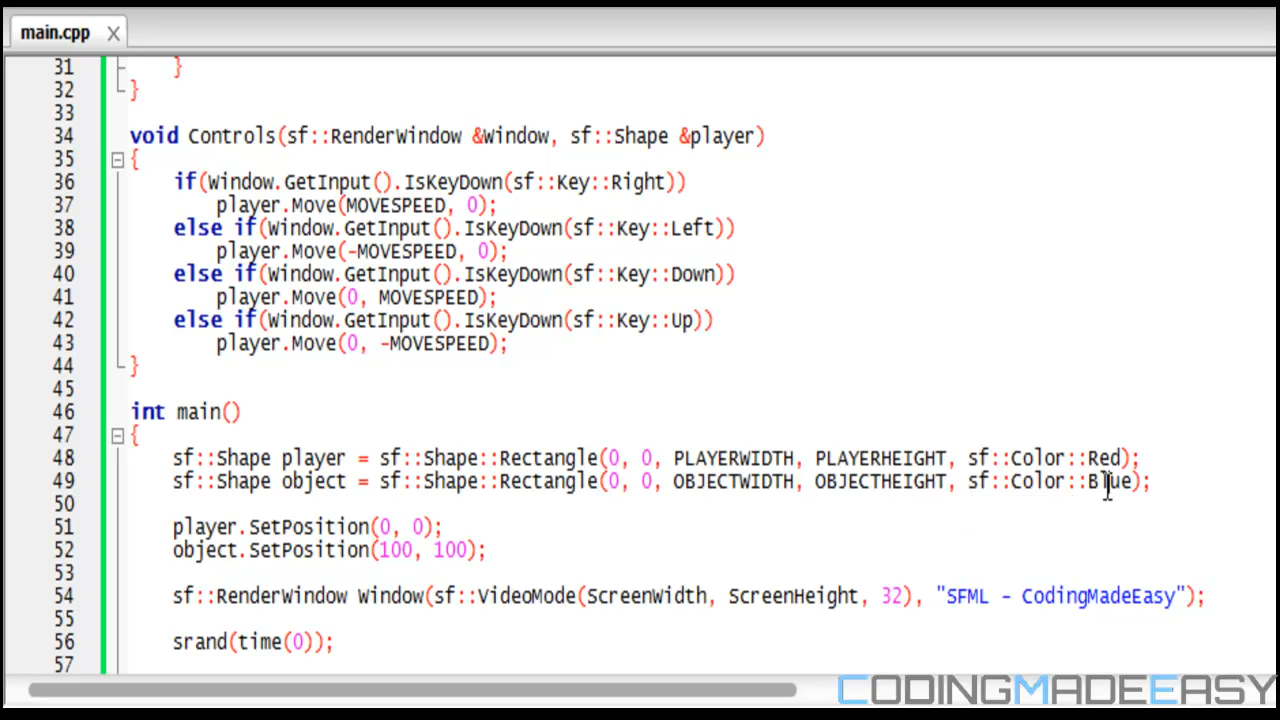 main.cpp
31 }
32 }
33
34 void Controls(sf::RenderWindow &Window, sf::Shape &player)
35 {
36 if(Window.GetInput().IsKeyDown(sf::Key::Right))
37 player.Move(MOVESPEED, 0);
38 else if(Window.GetInput().IsKeyDown(sf::Key::Left))
39 player.Move(-MOVESPEED, 0);
40 else if(Window.GetInput().IsKeyDown(sf::Key::Down))
41 player.Move(0, MOVESPEED);
42 else if(Window.GetInput().IsKeyDown(sf::Key::Up))
43 player.Move(0, -MOVESPEED);
44 }
45
46 int main()
47 {
48 sf::Shape player = sf::Shape::Rectangle(0, 0, PLAYERWIDTH, PLAYERHEIGHT, sf::Color::Red);
49 sf::Shape object = sf::Shape::Rectangle(0, 0, OBJECTWIDTH, OBJECTHEIGHT, sf::Color::Blue);
50
51 player.SetPosition(0, 0);
52 object.SetPosition(100, 100);
53
54 sf::RenderWindow Window(sf::VideoMode(ScreenWidth, ScreenHeight, 32), "SFML - CodingMadeEasy");
55
56 srand(time(0));
57
CODINGMADEEASY